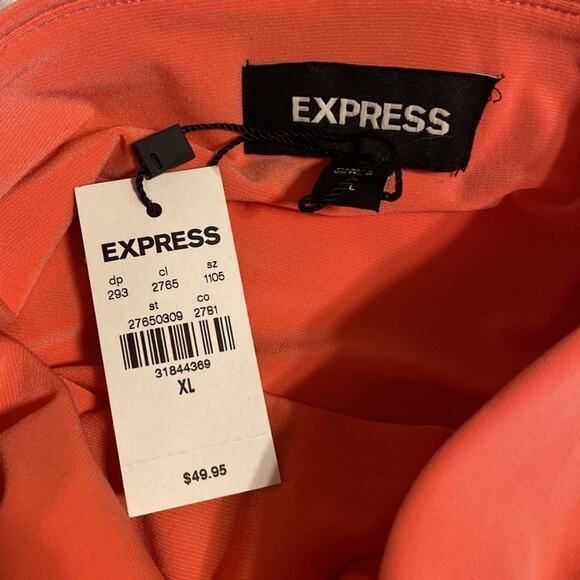 EXPRESS
L
EXPRESS
dp cl sz
293 2765 1105
st co
27650309 2781
31844369
XL
$49.95